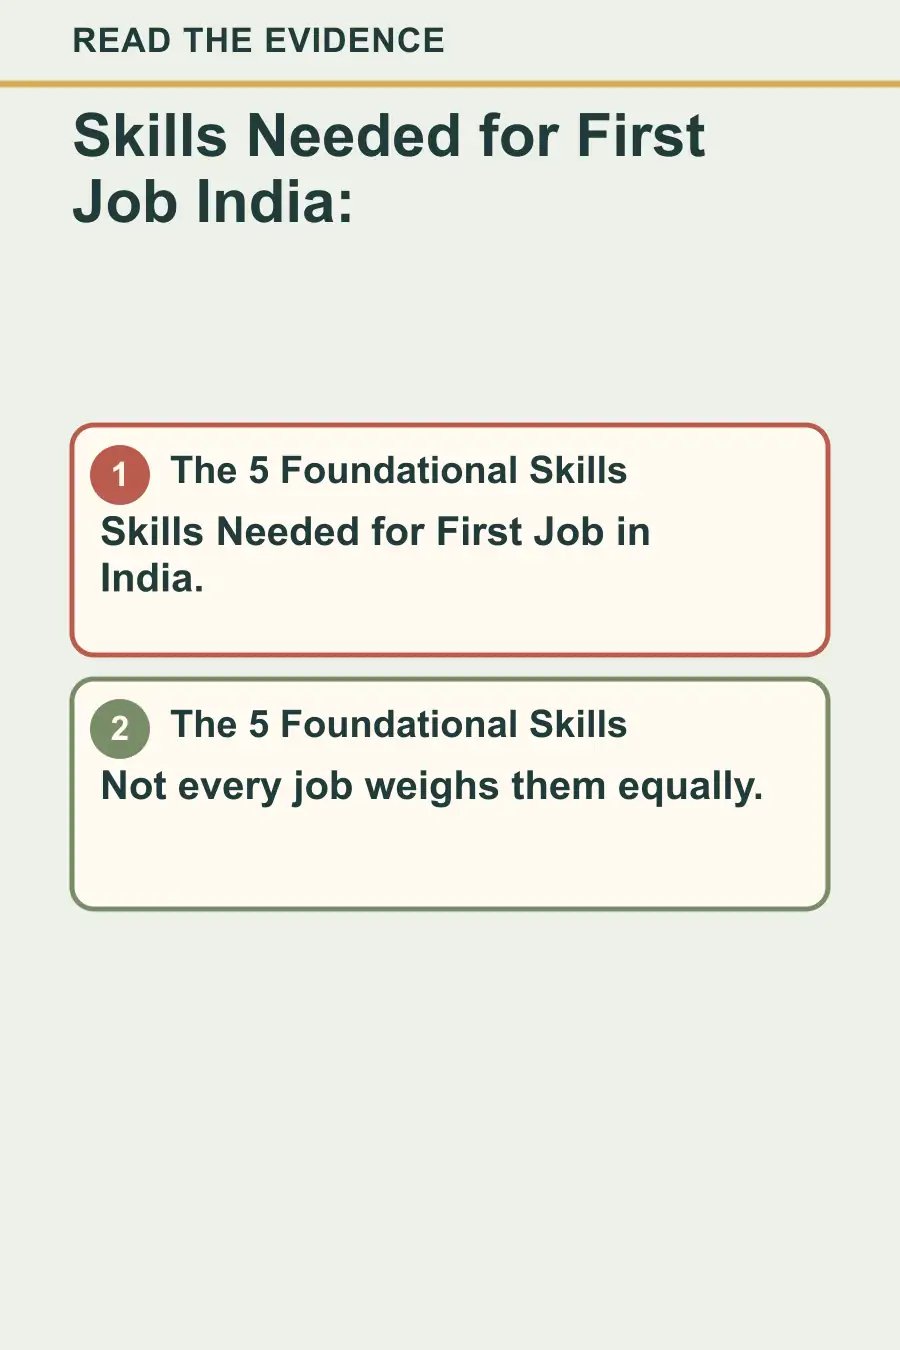 READ THE EVIDENCE
Skills Needed for First
Job India:
1 The 5 Foundational Skills
Skills Needed for First Job in
India.
2 The 5 Foundational Skills
Not every job weighs them equally.